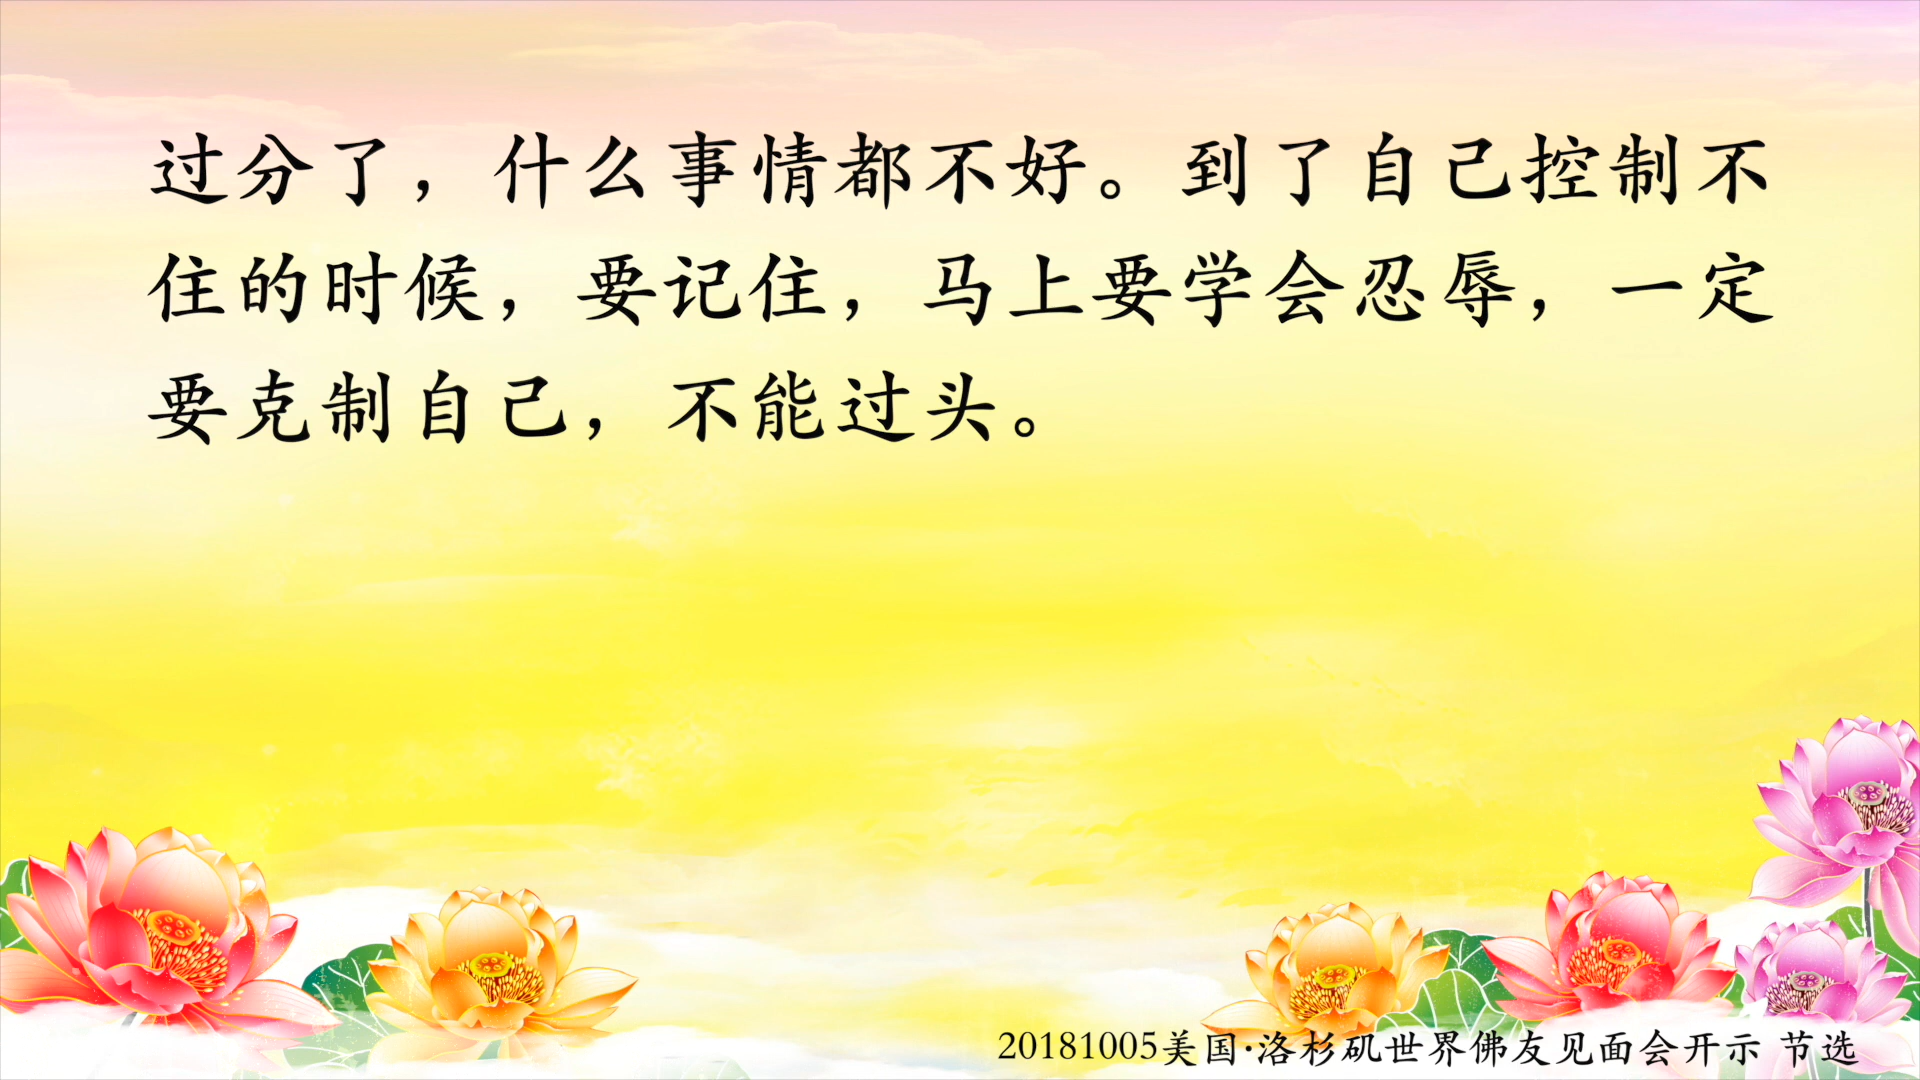 过分了，什么事情都不好。到了自己控制不
住的时候，要记住，马上要学会忍辱，一定
要克制自己，不能过头。
20181005美国·洛杉矶世界佛友见面会开示 节选